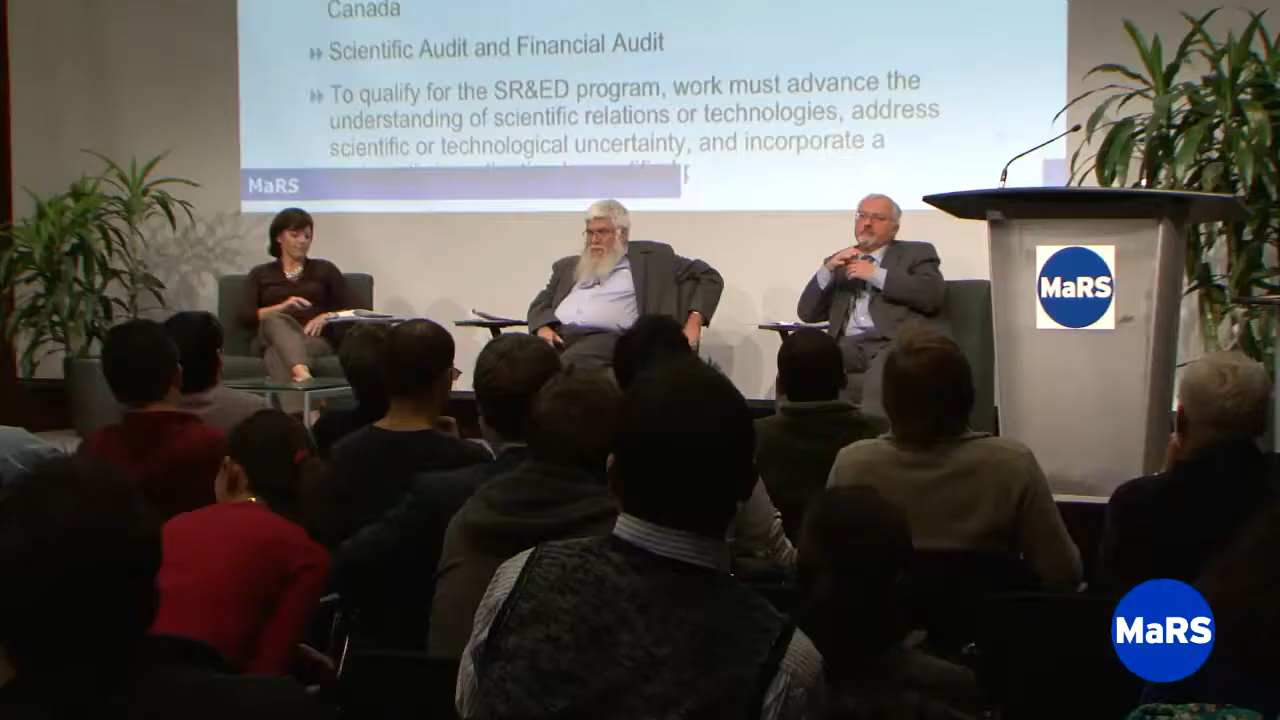 Canada
Scientific Audit and Financial Audit
To qualify for the SR&ED program, work must advance the
understanding of scientific relations or technologies, address
scientific or technological uncertainty, and incorporate a
MaRS
MaRS
MaRS